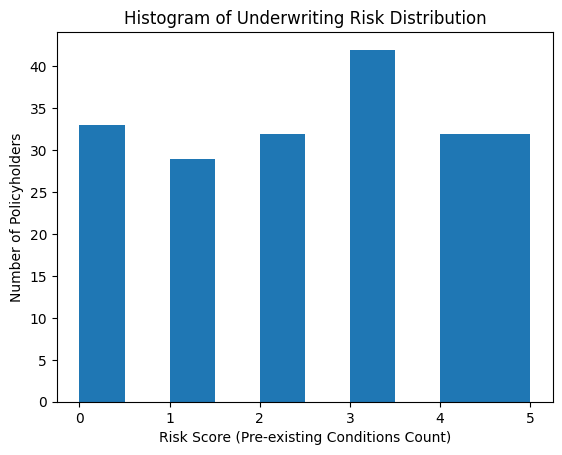 Histogram of Underwriting Risk Distribution
Number of Policyholders
40
35
30
25
20
15
10
5
0
0 1 2 3 4 5
Risk Score (Pre-existing Conditions Count)